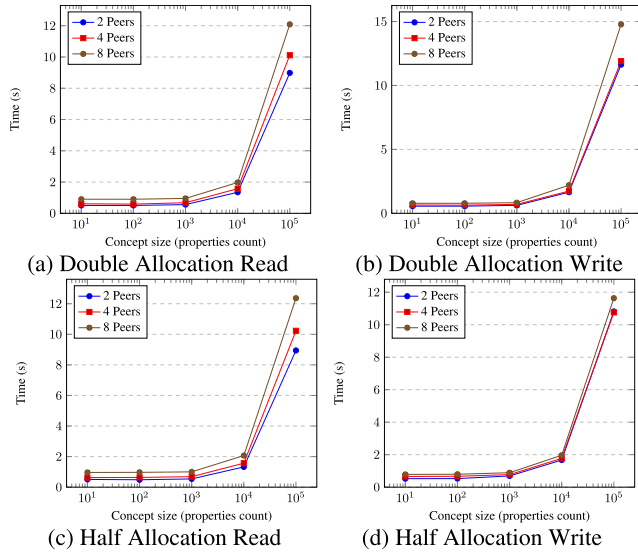 12
10
8
6
4
2
0
Time (s)
2 Peers
4 Peers
8 Peers
10^1 10^2 10^3 10^4 10^5
Concept size (properties count)
(a) Double Allocation Read
15
10
5
0
Time (s)
2 Peers
4 Peers
8 Peers
10^1 10^2 10^3 10^4 10^5
Concept size (properties count)
(b) Double Allocation Write
12
10
8
6
4
2
0
Time (s)
2 Peers
4 Peers
8 Peers
10^1 10^2 10^3 10^4 10^5
Concept size (properties count)
(c) Half Allocation Read
12
10
8
6
4
2
0
Time (s)
2 Peers
4 Peers
8 Peers
10^1 10^2 10^3 10^4 10^5
Concept size (properties count)
(d) Half Allocation Write